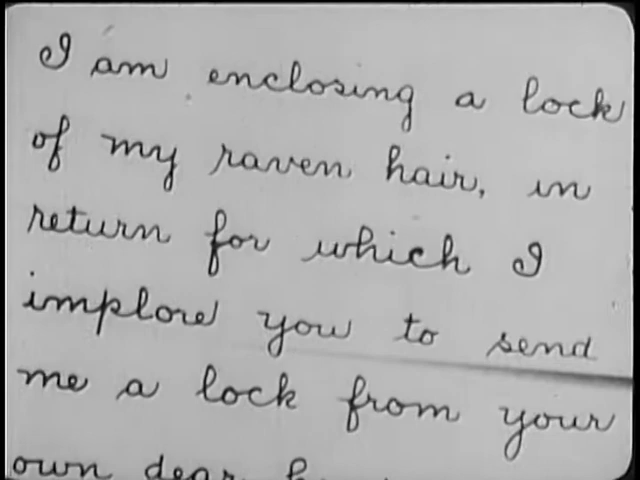 I am enclosing a lock
of my raven hair, in
return for which I
implore you to send
me a lock from your
own dear